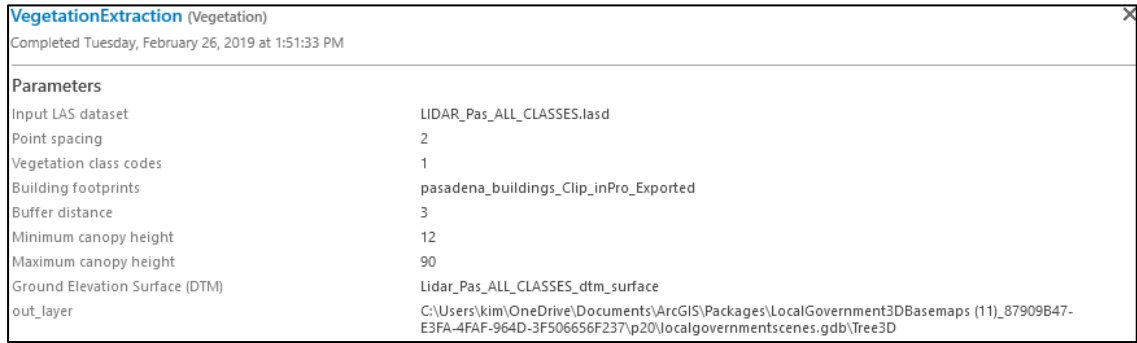 VegetationExtraction (Vegetation)
Completed Tuesday, February 26, 2019 at 1:51:33 PM
Parameters
Input LAS dataset LIDAR_Pas_ALL_CLASSES.lasd
Point spacing 2
Vegetation class codes 1
Building footprints pasadena_buildings_Clip_inPro_Exported
Buffer distance 3
Minimum canopy height 12
Maximum canopy height 90
Ground Elevation Surface (DTM) Lidar_Pas_ALL_CLASSES_dtm_surface
out_layer C:\Users\kim\OneDrive\Documents\ArcGIS\Packages\LocalGovernment3DBasemaps (11)_87909B47-
E3FA-4FAF-964D-3F506656F237\p20\localgovernmentscenes.gdb\Tree3D